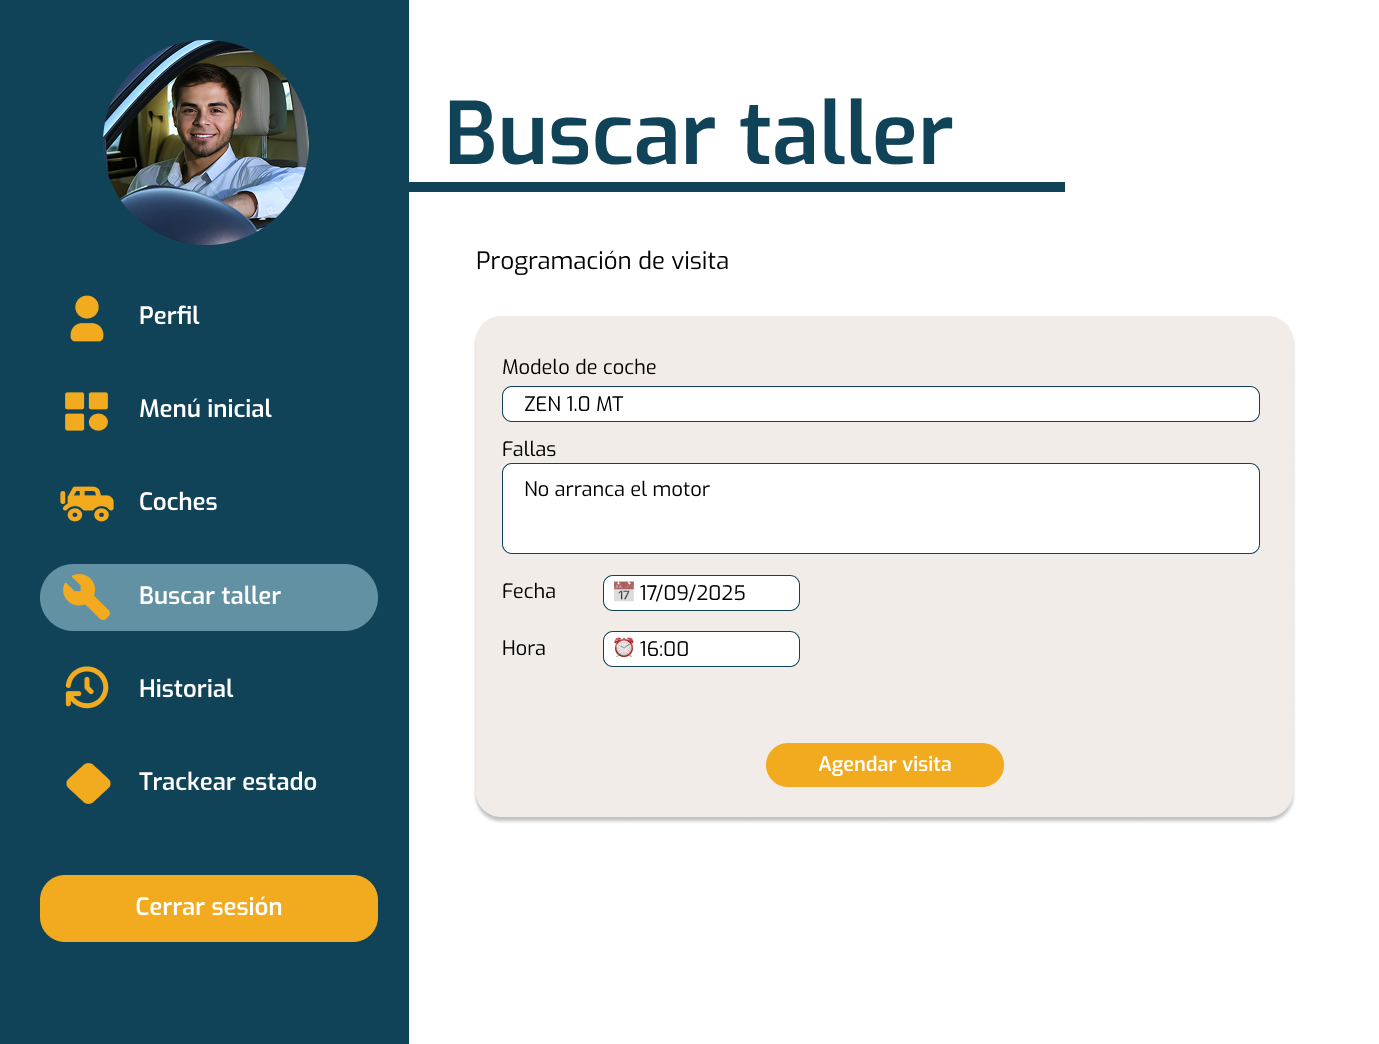 Buscar taller
Programación de visita
Perfil
Menú inicial
Coches
Buscar taller
Historial
Trackear estado
Cerrar sesión
Modelo de coche
ZEN 1.0 MT
Fallas
No arranca el motor
Fecha
17 17/09/2025
Hora
16:00
Agendar visita